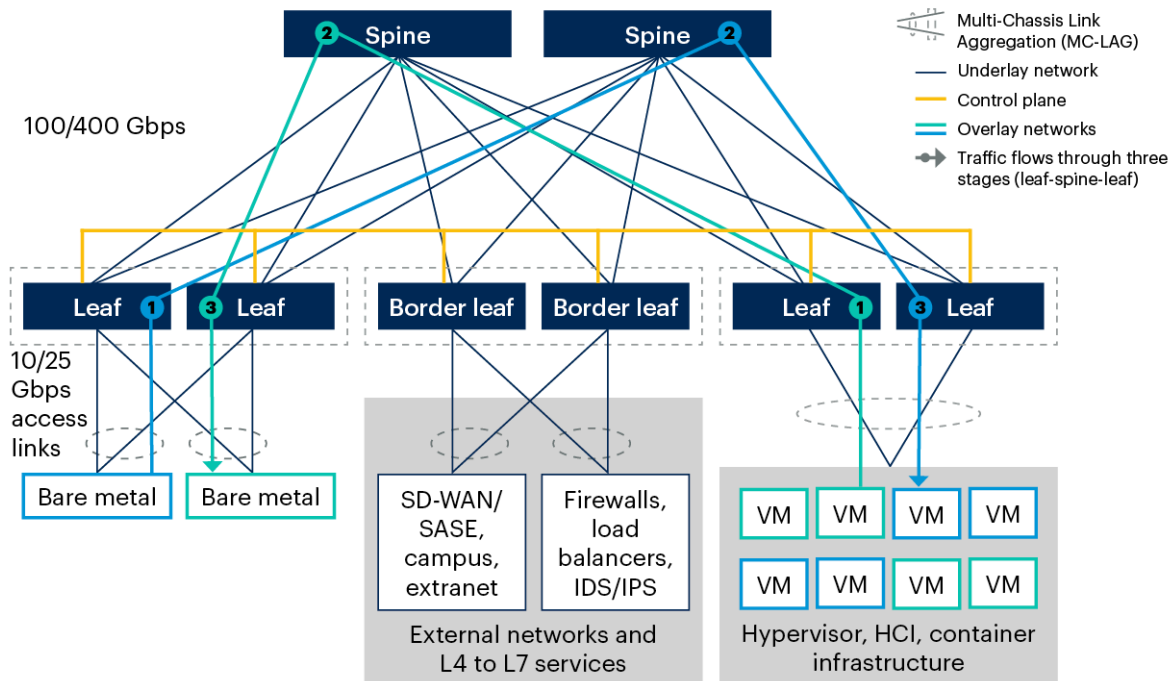 Spine
2
Spine
2
Multi-Chassis Link
Aggregation (MC-LAG)
Underlay network
Control plane
Overlay networks
Traffic flows through three
stages (leaf-spine-leaf)
100/400 Gbps
Leaf
1
3
Leaf
Border leaf
Border leaf
Leaf
1
3
Leaf
10/25
Gbps
access
links
Bare metal
Bare metal
SD-WAN/
SASE,
campus,
extranet
Firewalls,
load
balancers,
IDS/IPS
External networks and
L4 to L7 services
VM
VM
VM
VM
VM
VM
VM
VM
Hypervisor, HCI, container
infrastructure